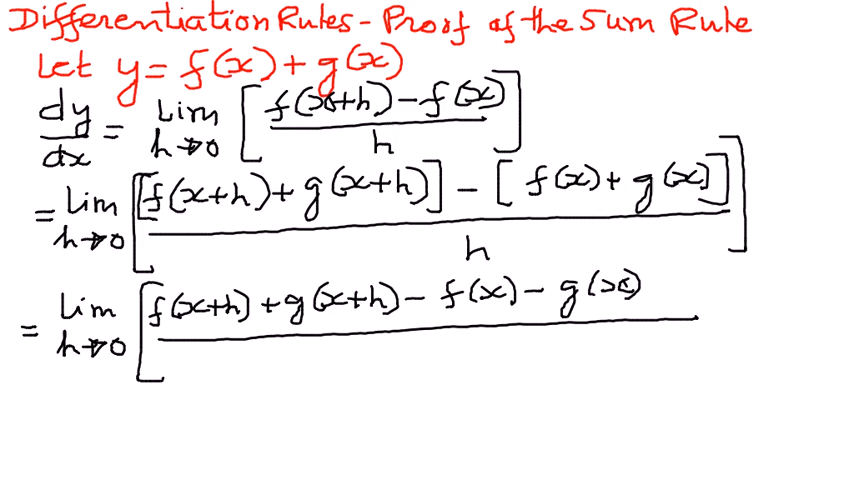 Differentiation Rules - Proof of the Sum Rule
Let y = f(x) + g(x)
dy/dx = Lim h→0 [ f(x+h) - f(x) / h ]
= Lim h→0 [ [f(x+h) + g(x+h)] - [f(x) + g(x)] / h ]
= Lim h→0 [ f(x+h) + g(x+h) - f(x) - g(x)